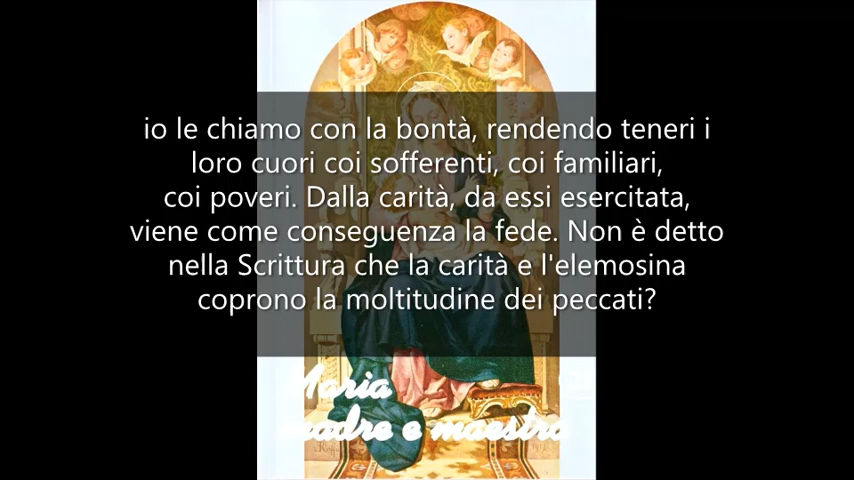 io le chiamo con la bontà, rendendo teneri i
loro cuori coi sofferenti, coi familiari,
coi poveri. Dalla carità, da essi esercitata,
viene come conseguenza la fede. Non è detto
nella Scrittura che la carità e l'elemosina
coprono la moltitudine dei peccati?
Maria
madre e maestra